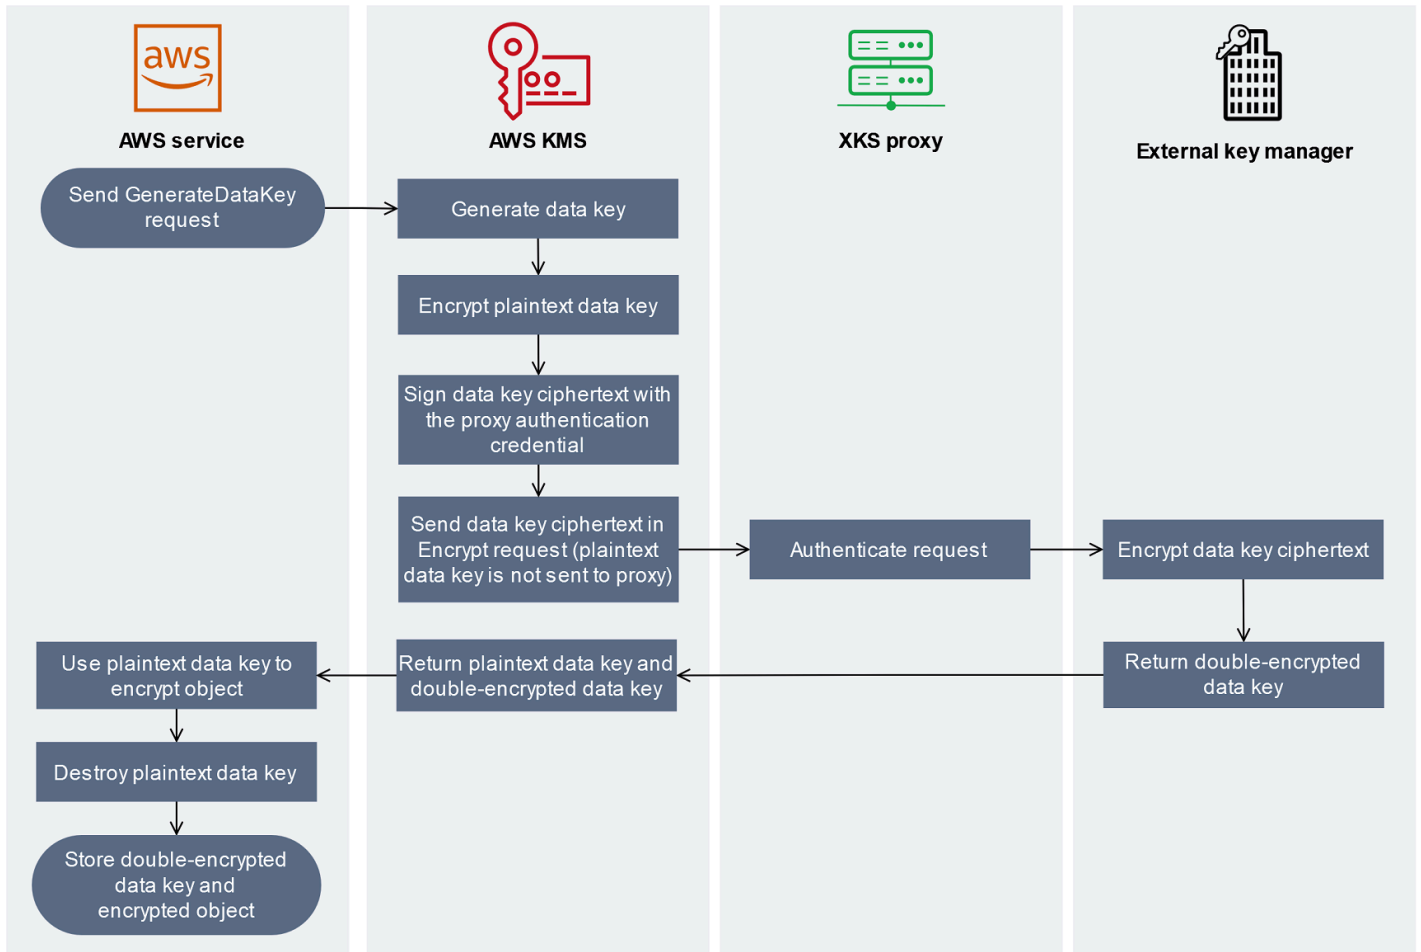 aws
AWS service
AWS KMS
XKS proxy
External key manager
Send GenerateDataKey
request
Generate data key
Encrypt plaintext data key
Sign data key ciphertext with
the proxy authentication
credential
Send data key ciphertext in
Encrypt request (plaintext
data key is not sent to proxy)
Authenticate request
Encrypt data key ciphertext
Return double-encrypted
data key
Return plaintext data key and
double-encrypted data key
Use plaintext data key to
encrypt object
Destroy plaintext data key
Store double-encrypted
data key and
encrypted object